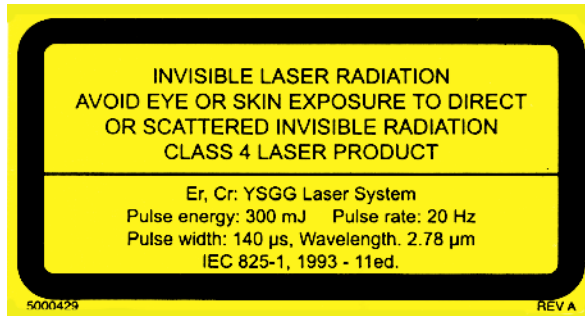 INVISIBLE LASER RADIATION
AVOID EYE OR SKIN EXPOSURE TO DIRECT
OR SCATTERED INVISIBLE RADIATION
CLASS 4 LASER PRODUCT
Er, Cr: YSGG Laser System
Pulse energy: 300 mJ Pulse rate: 20 Hz
Pulse width: 140 µs, Wavelength. 2.78 µm
IEC 825-1, 1993 - 11ed.
5000429 REV A